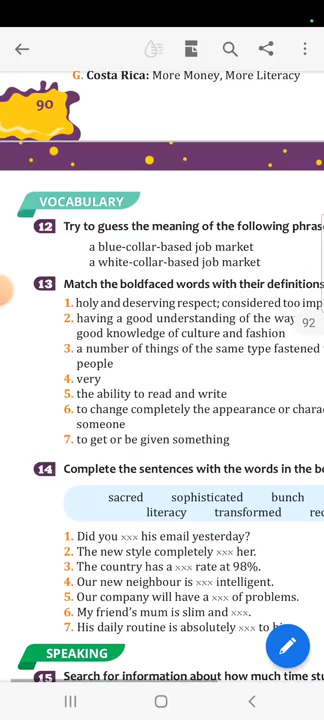 G. Costa Rica: More Money, More Literacy
90
VOCABULARY
12 Try to guess the meaning of the following phras
a blue-collar-based job market
a white-collar-based job market
13 Match the boldfaced words with their definitions
1. holy and deserving respect; considered too imp
2. having a good understanding of the way
good knowledge of culture and fashion
92
3. a number of things of the same type fastened
people
4. very
5. the ability to read and write
6. to change completely the appearance or chara
someone
7. to get or be given something
14 Complete the sentences with the words in the bo
sacred sophisticated bunch
literacy transformed rec
1. Did you xxx his email yesterday?
2. The new style completely xxx her.
3. The country has a xxx rate at 98%.
4. Our new neighbour is xxx intelligent.
5. Our company will have a xxx of problems.
6. My friend's mum is slim and xxx.
7. His daily routine is absolutely xxx to
SPEAKING
15 Search for information about how much time stu